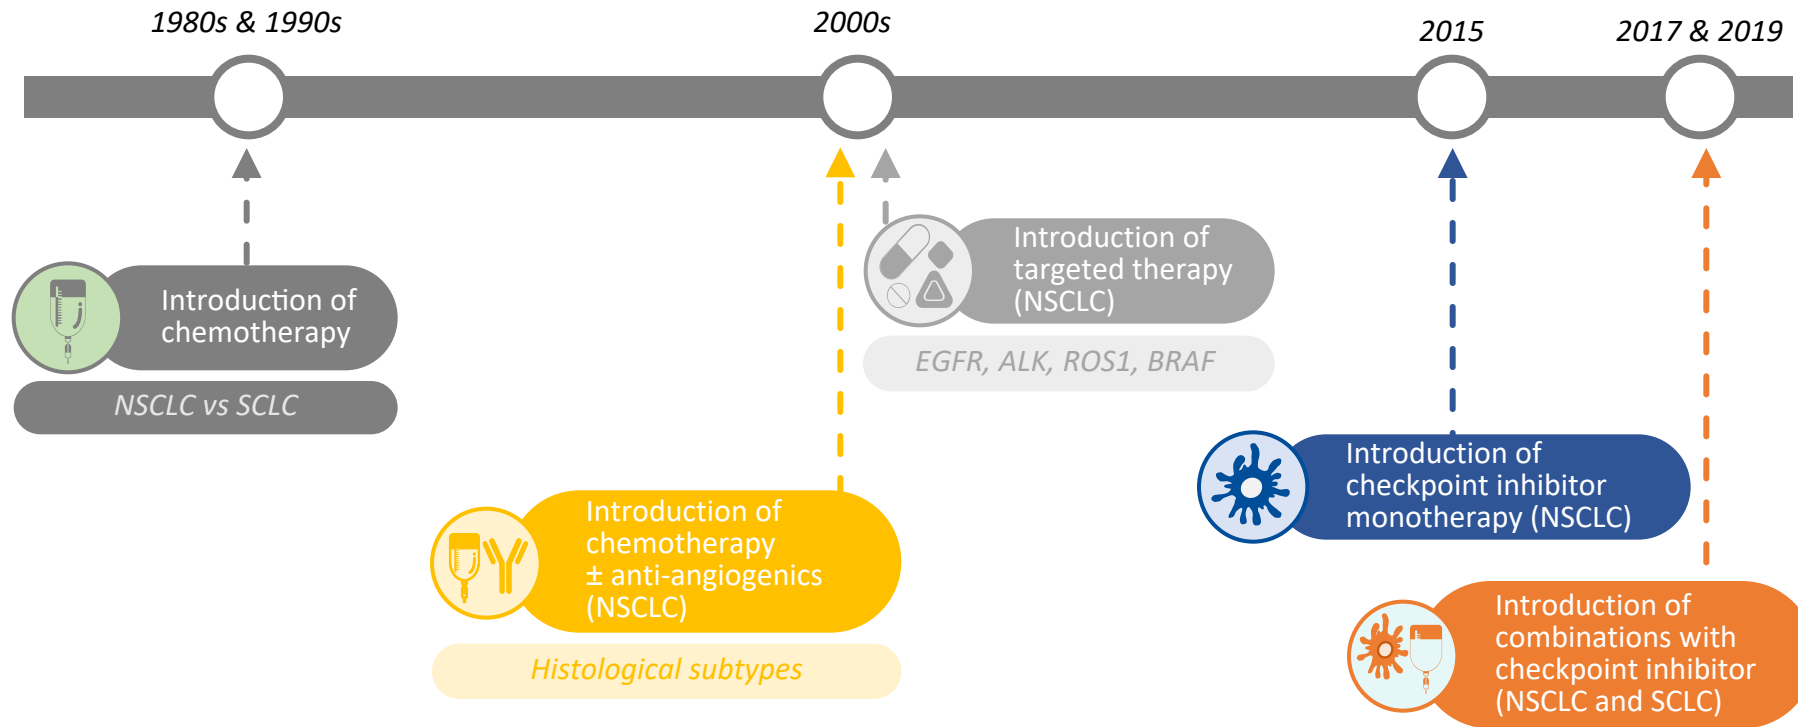 1980s & 1990s
2000s
2015
2017 & 2019
Introduction of
chemotherapy
NSCLC vs SCLC
Introduction of
chemotherapy
± anti-angiogenics
(NSCLC)
Histological subtypes
Introduction of
targeted therapy
(NSCLC)
EGFR, ALK, ROS1, BRAF
Introduction of
checkpoint inhibitor
monotherapy (NSCLC)
Introduction of
combinations with
checkpoint inhibitor
(NSCLC and SCLC)